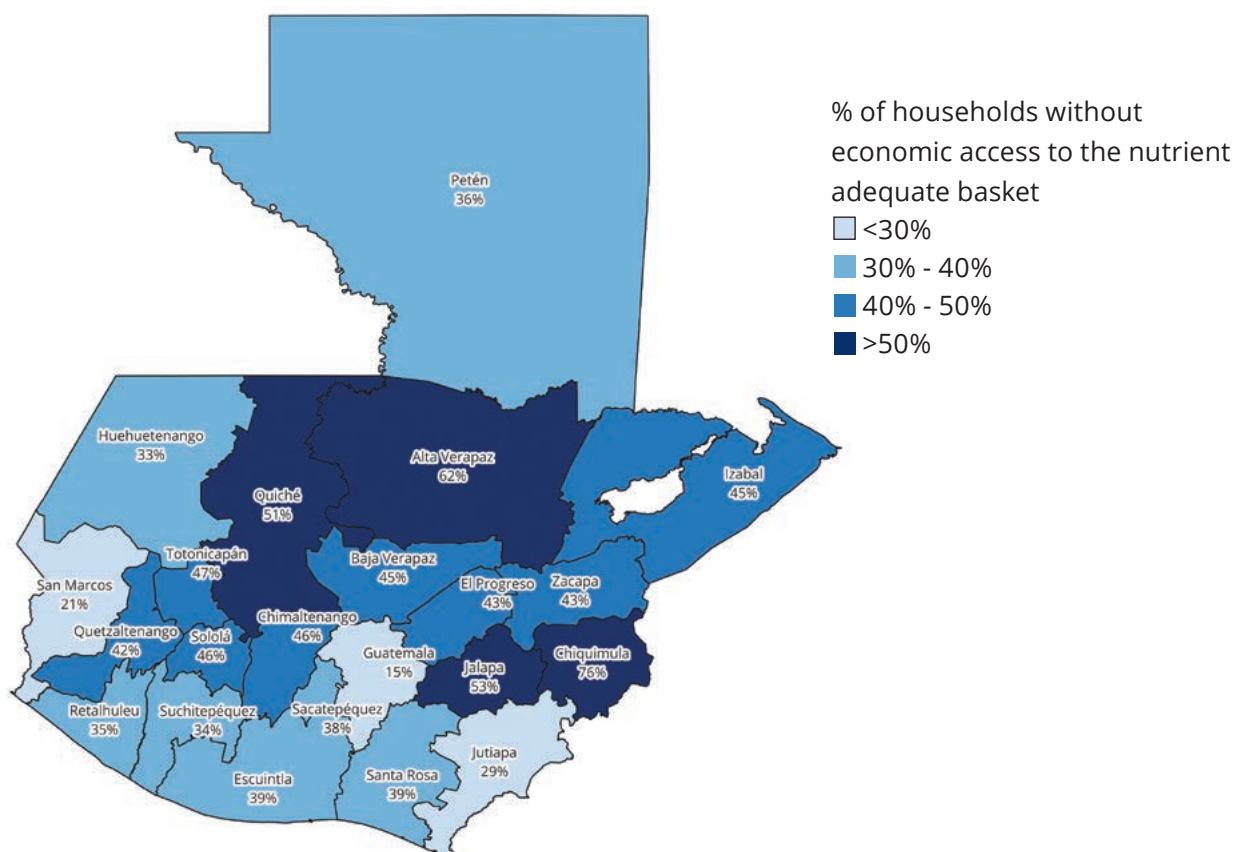 % of households without
economic access to the nutrient
adequate basket
<30%
30% - 40%
40% - 50%
>50%
Petén
36%
Huehuetenango
33%
Quiché
51%
Alta Verapaz
62%
Izabal
45%
San Marcos
21%
Totonicapán
47%
Baja Verapaz
45%
El Progreso
43%
Zacapa
43%
Quetzaltenango
42%
Sololá
46%
Chimaltenango
46%
Guatemala
15%
Jalapa
53%
Chiquimula
76%
Retalhuleu
35%
Suchitepéquez
34%
Sacatepéquez
38%
Escuintla
39%
Santa Rosa
39%
Jutiapa
29%